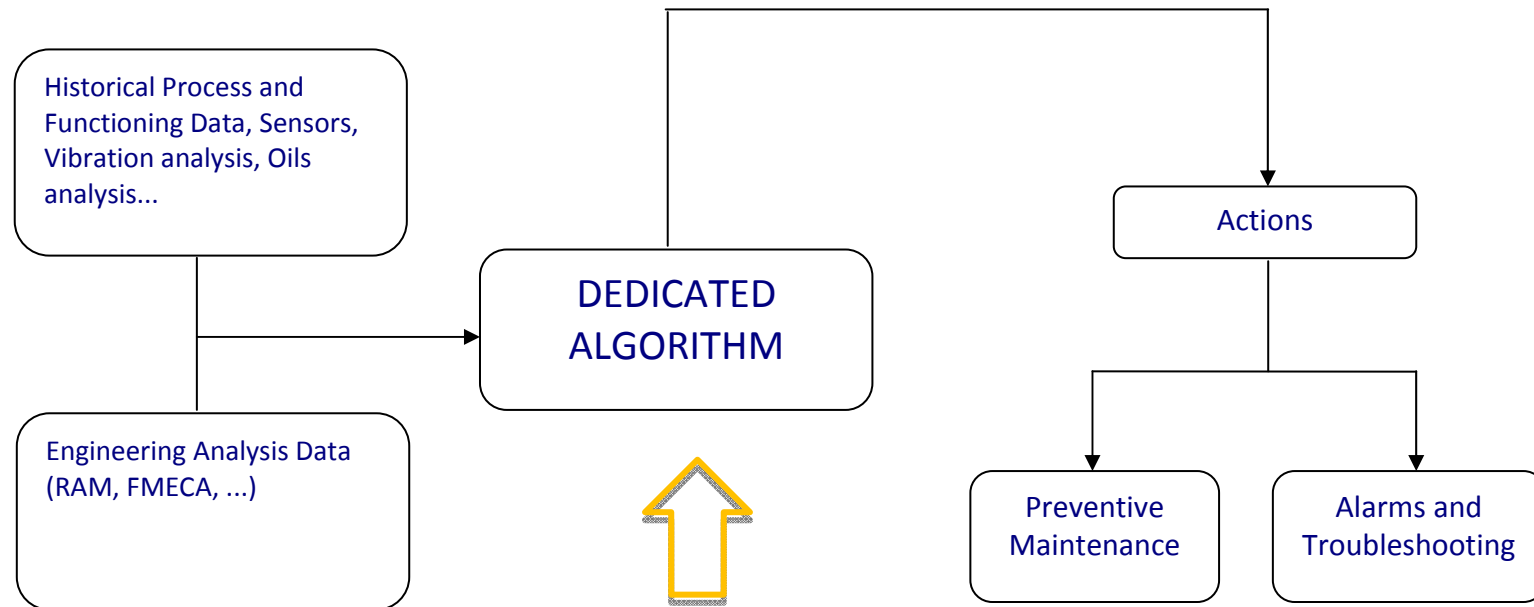 Historical Process and
Functioning Data, Sensors,
Vibration analysis, Oils
analysis...
DEDICATED
ALGORITHM
Engineering Analysis Data
(RAM, FMECA, ...)
Actions
Preventive
Maintenance
Alarms and
Troubleshooting